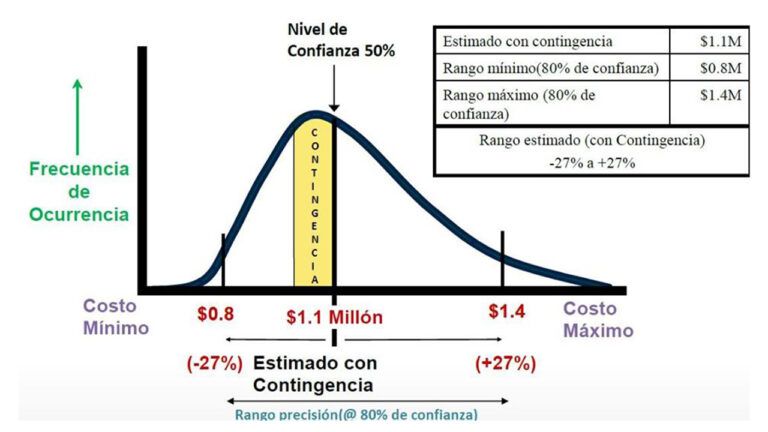 Nivel de
Confianza 50%
Estimado con contingencia $1.1M
Rango mínimo(80% de confianza) $0.8M
Rango máximo (80% de $1.4M
confianza)
Rango estimado (con Contingencia)
-27% a +27%
Frecuencia
de
Ocurrencia
CONTINGENCIA
Costo
Mínimo
$0.8
$1.1 Millón
$1.4
Costo
Máximo
(-27%)
Estimado con
Contingencia
(+27%)
Rango precisión(@ 80% de confianza)